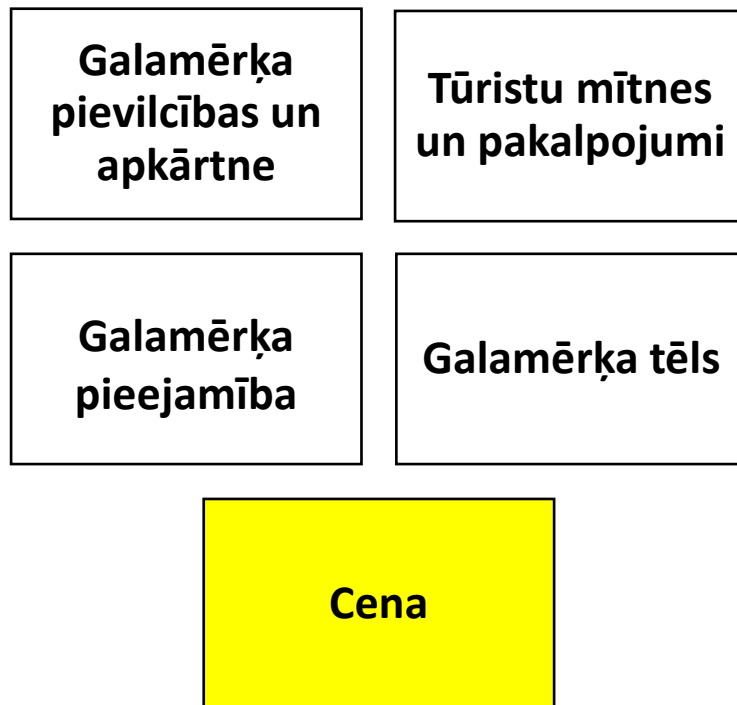 Galamērķa
pievilcības un
apkārtne
Tūristu mītnes
un pakalpojumi
Galamērķa
pieejamība
Galamērķa tēls
Cena